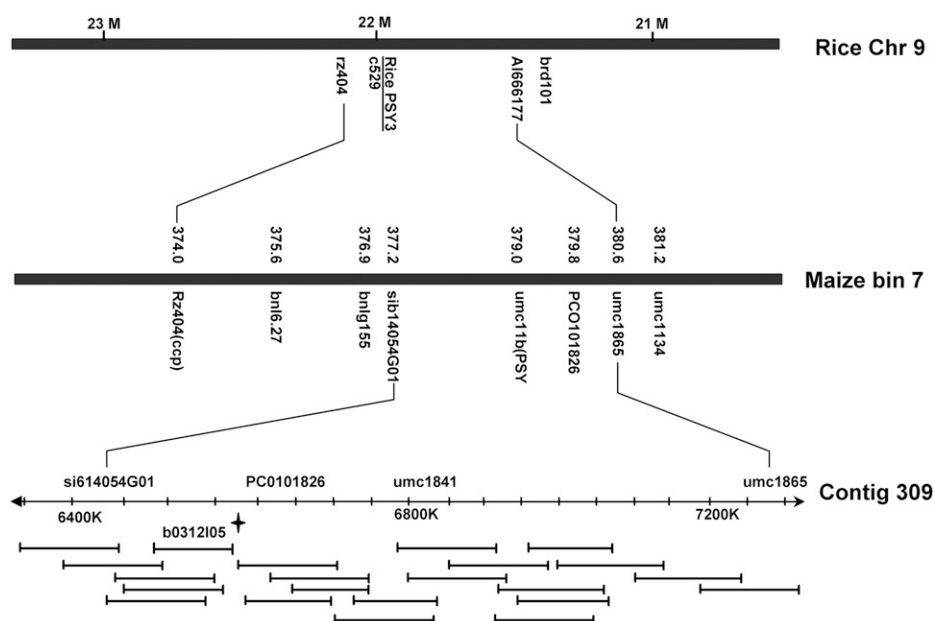 23 M 22 M 21 M
Rice Chr 9
rz404
c529
Rice PSY3
AI666177
brd101
374.0
375.6
376.9
377.2
379.0
379.8
380.6
381.2
Maize bin 7
Rz404(ccp)
bnl6.27
bnlg155
sib14054G01
umc11b(PSY
PCO101826
umc1865
umc1134
si614054G01 PC0101826 umc1841 umc1865
Contig 309
6400K 6800K 7200K
b0312I05